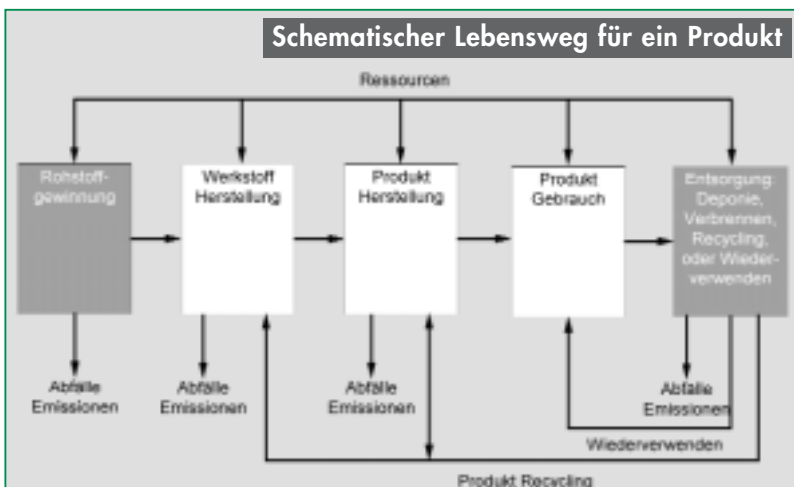 Schematischer Lebensweg für ein Produkt
Ressourcen
Rohstoff-
gewinnung
Werkstoff
Herstellung
Produkt
Herstellung
Produkt
Gebrauch
Entsorgung:
Deponie,
Verbrennen,
Recycling,
oder Wieder-
verwenden
Abfälle
Emissionen
Abfälle
Emissionen
Abfälle
Emissionen
Abfälle
Emissionen
Wiederverwenden
Produkt Recycling